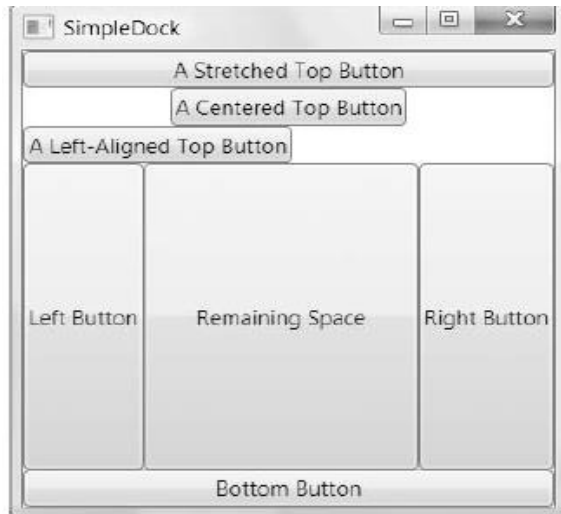 SimpleDock
A Stretched Top Button
A Centered Top Button
A Left-Aligned Top Button
Left Button
Remaining Space
Right Button
Bottom Button